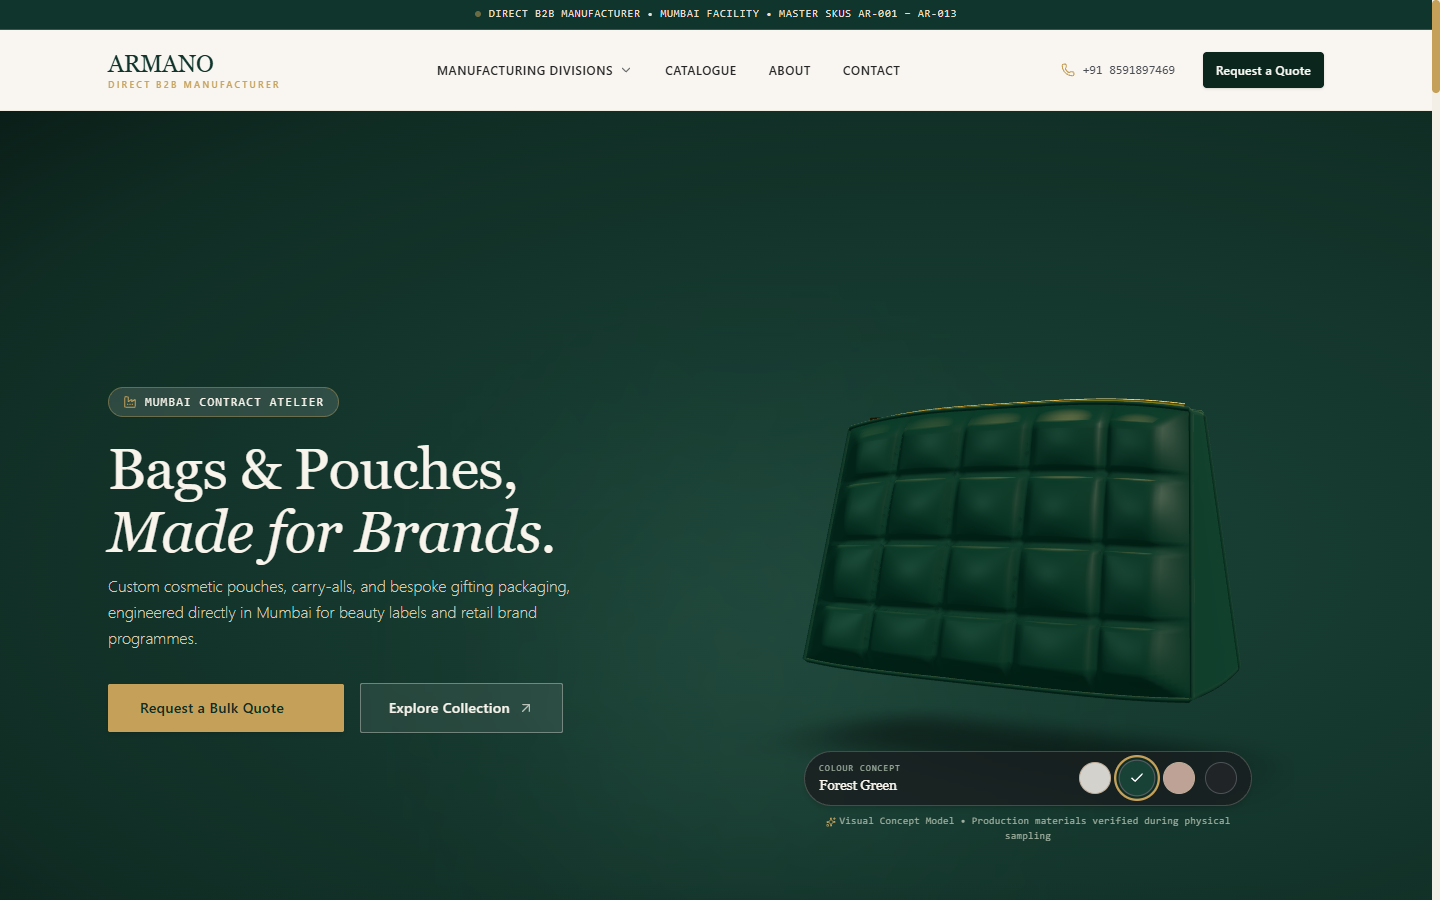 DIRECT B2B MANUFACTURER • MUMBAI FACILITY • MASTER SKUS AR-001 – AR-013
ARMANO
DIRECT B2B MANUFACTURER
MANUFACTURING DIVISIONS
CATALOGUE
ABOUT
CONTACT
+91 8591897469
Request a Quote
MUMBAI CONTRACT ATELIER
Bags & Pouches,
Made for Brands.
Custom cosmetic pouches, carry-alls, and bespoke gifting packaging,
engineered directly in Mumbai for beauty labels and retail brand
programmes.
Request a Bulk Quote
Explore Collection
COLOUR CONCEPT
Forest Green
Visual Concept Model • Production materials verified during physical
sampling